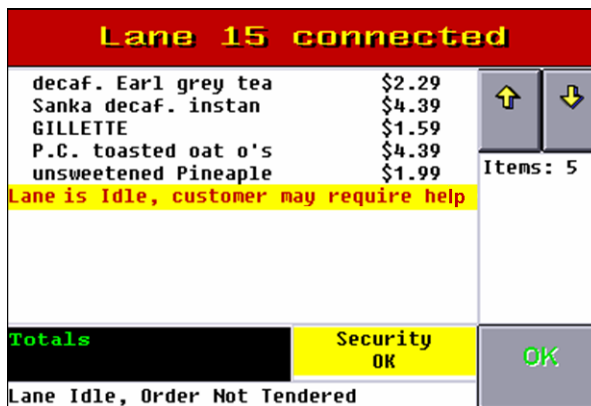 Lane 15 connected
decaf. Earl grey tea $2.29
Sanka decaf. instan $4.39
GILLETTE $1.59
P.C. toasted oat o's $4.39
unsweetened Pineaple $1.99
Items: 5
Lane is Idle, customer may require help
Totals
Security
OK
OK
Lane Idle, Order Not Tendered